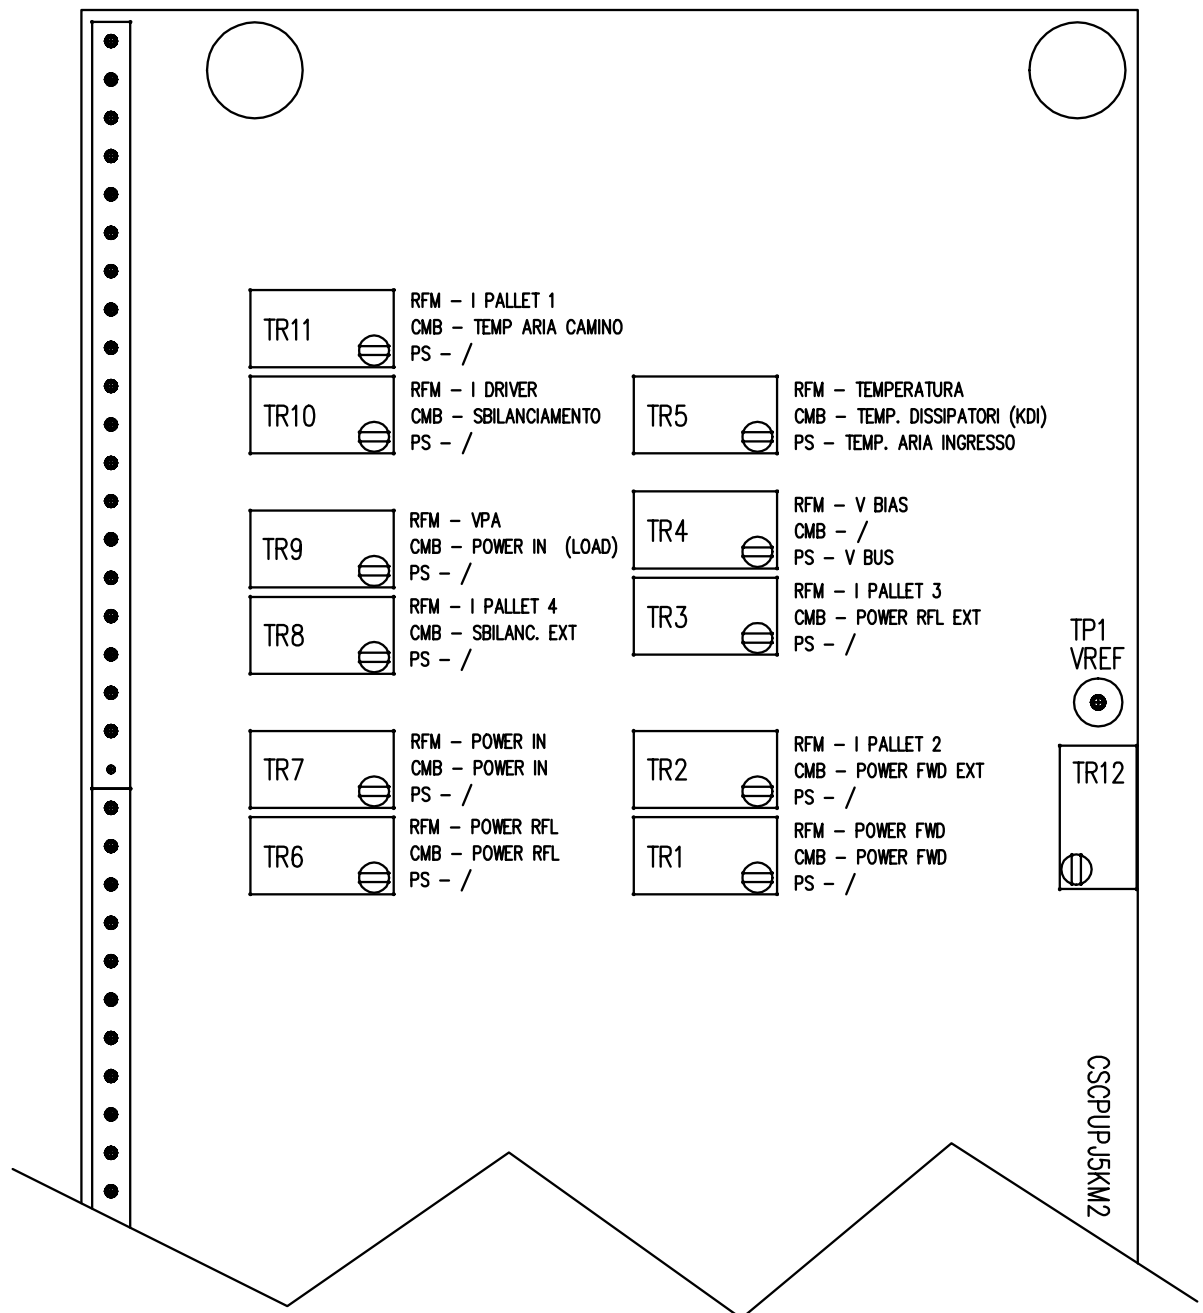 TR11
RFM - I PALLET 1
CMB - TEMP ARIA CAMINO
PS - /
TR10
RFM - I DRIVER
CMB - SBILANCIAMENTO
PS - /
TR5
RFM - TEMPERATURA
CMB - TEMP. DISSIPATORI (KDI)
PS - TEMP. ARIA INGRESSO
TR9
RFM - VPA
CMB - POWER IN (LOAD)
PS - /
TR4
RFM - V BIAS
CMB - /
PS - V BUS
TR8
RFM - I PALLET 4
CMB - SBILANC. EXT
PS - /
TR3
RFM - I PALLET 3
CMB - POWER RFL EXT
PS - /
TP1
VREF
TR7
RFM - POWER IN
CMB - POWER IN
PS - /
TR2
RFM - I PALLET 2
CMB - POWER FWD EXT
PS - /
TR12
TR6
RFM - POWER RFL
CMB - POWER RFL
PS - /
TR1
RFM - POWER FWD
CMB - POWER FWD
PS - /
CSCPUPJ5KM2